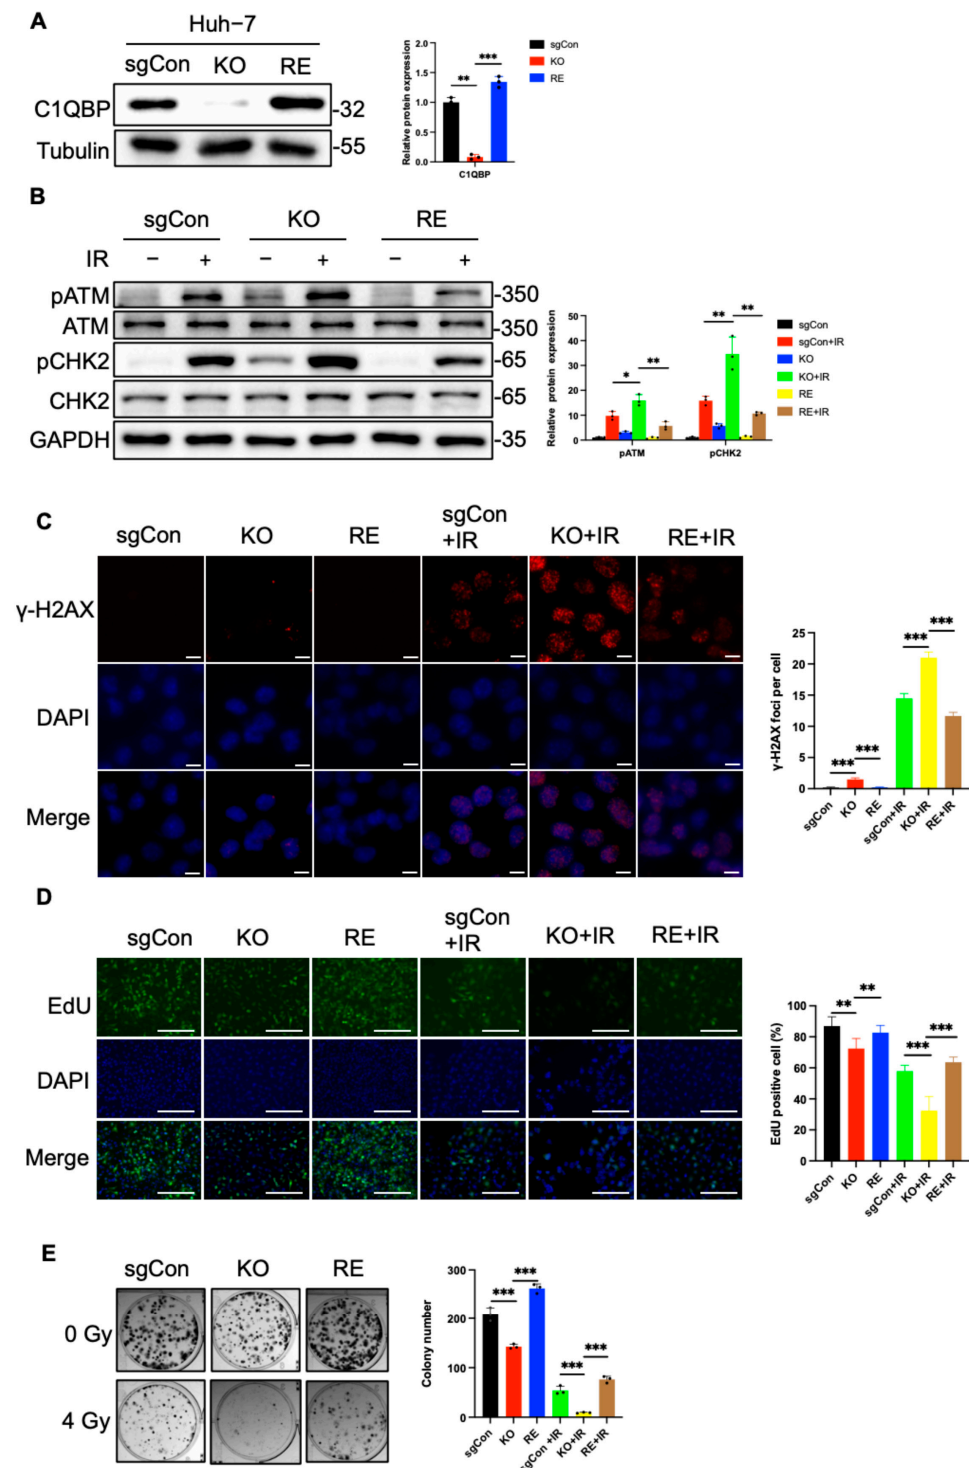 A
Huh-7
sgCon KO RE
C1QBP -32
Tubulin -55
Relative protein expression
2.0
1.5
1.0
0.5
0.0
** ***
C1QBP
sgCon
KO
RE
B
sgCon KO RE
IR - + - + - +
pATM -350
ATM -350
pCHK2 -65
CHK2 -65
GAPDH -35
Relative protein expression
50
40
30
20
10
0
* ** ** **
pATM pCHK2
sgCon
sgCon+IR
KO
KO+IR
RE
RE+IR
C
sgCon KO RE sgCon +IR KO+IR RE+IR
γ-H2AX
DAPI
Merge
γ-H2AX foci per cell
25
20
15
10
5
0
*** *** *** ***
sgCon KO RE sgCon+IR KO+IR RE+IR
D
sgCon KO RE sgCon +IR KO+IR RE+IR
EdU
DAPI
Merge
EdU positive cell (%)
100
80
60
40
20
0
** ** *** ***
sgCon KO RE sgCon+IR KO+IR RE+IR
E
sgCon KO RE
0 Gy
4 Gy
Colony number
300
200
100
0
*** *** *** ***
sgCon KO RE sgCon +IR KO+IR RE+IR